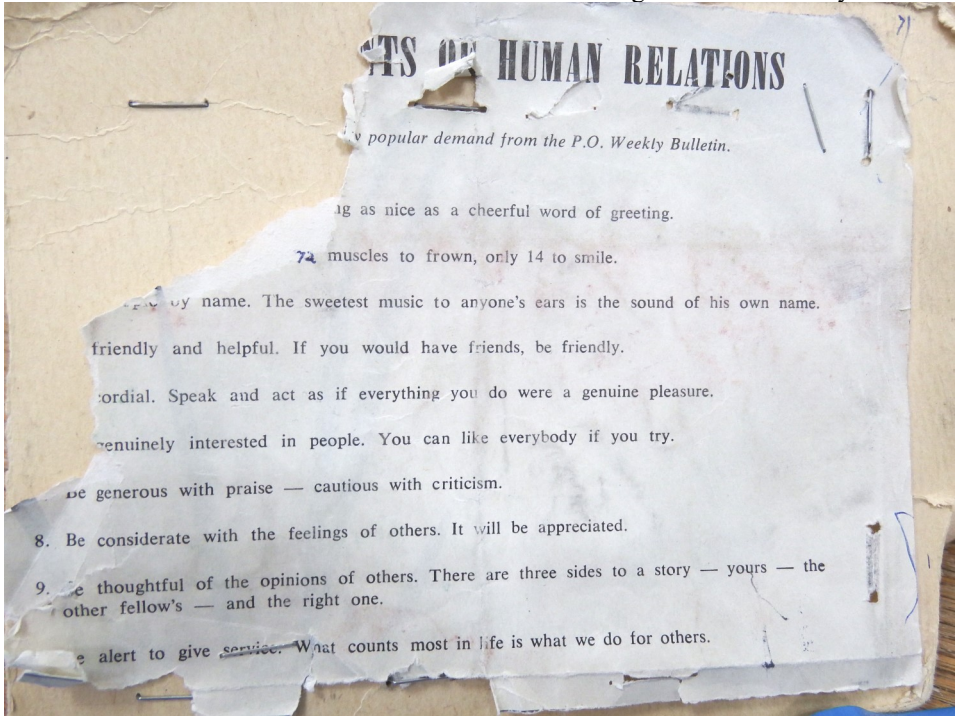 HUMAN RELATIONS
popular demand from the P.O. Weekly Bulletin.
as nice as a cheerful word of greeting.
72 muscles to frown, only 14 to smile.
by name. The sweetest music to anyone's ears is the sound of his own name.
friendly and helpful. If you would have friends, be friendly.
cordial. Speak and act as if everything you do were a genuine pleasure.
genuinely interested in people. You can like everybody if you try.
be generous with praise — cautious with criticism.
8. Be considerate with the feelings of others. It will be appreciated.
9. Be thoughtful of the opinions of others. There are three sides to a story — yours — the
other fellow's — and the right one.
alert to give service. What counts most in life is what we do for others.